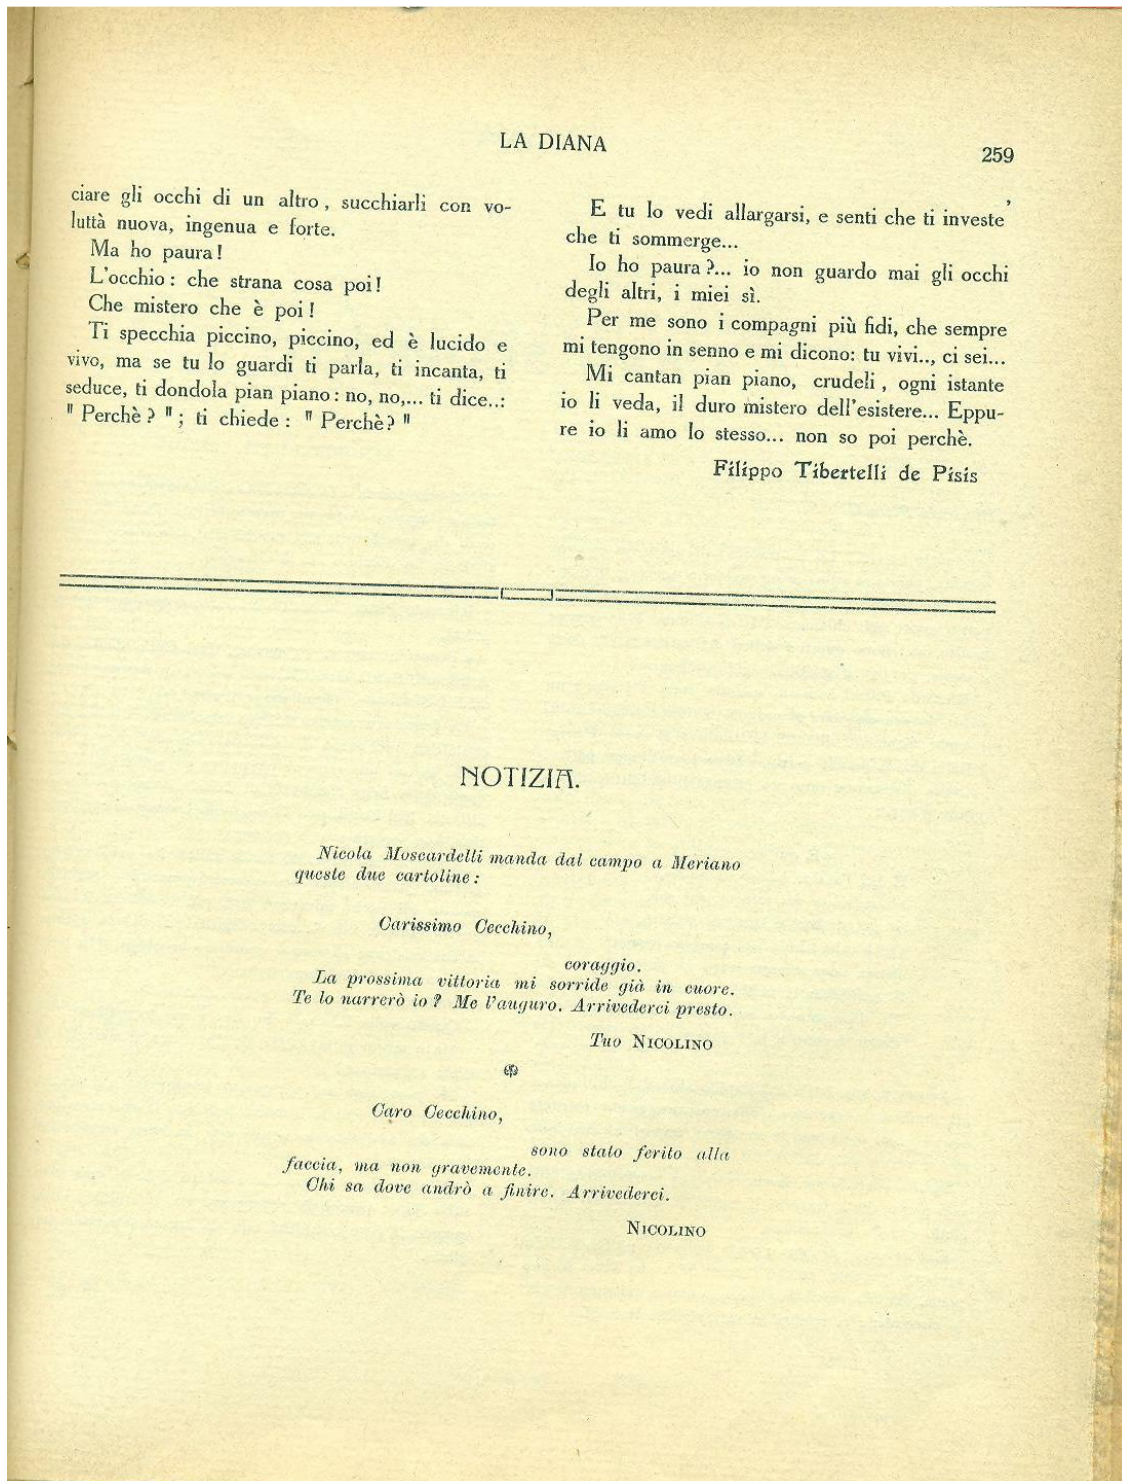 LA DIANA
259
ciare gli occhi di un altro, succhiarli con vo-
luttà nuova, ingenua e forte.
Ma ho paura!
L'occhio: che strana cosa poi!
Che mistero che è poi!
Ti specchia piccino, piccino, ed è lucido e
vivo, ma se tu lo guardi ti parla, ti incanta, ti
seduce, ti dondola pian piano: no, no,... ti dice..:
" Perchè? "; ti chiede: " Perchè? "
E tu lo vedi allargarsi, e senti che ti investe'
che ti sommerge...
Io ho paura?... io non guardo mai gli occhi
degli altri, i miei sì.
Per me sono i compagni più fidi, che sempre
mi tengono in senno e mi dicono: tu vivi.., ci sei...
Mi cantan pian piano, crudeli, ogni istante
io li veda, il duro mistero dell'esistere... Eppu-
re io li amo lo stesso... non so poi perchè.
Filippo Tibertelli de Pisis
NOTIZIA.
Nicola Moscardelli manda dal campo a Meriano
queste due cartoline:
Carissimo Cecchino,
coraggio.
La prossima vittoria mi sorride già in cuore.
Te lo narrerò io? Me l'auguro. Arrivederci presto.
Tuo NICOLINO
Caro Cecchino,
sono stato ferito alla
faccia, ma non gravemente.
Chi sa dove andrò a finire. Arrivederci.
NICOLINO